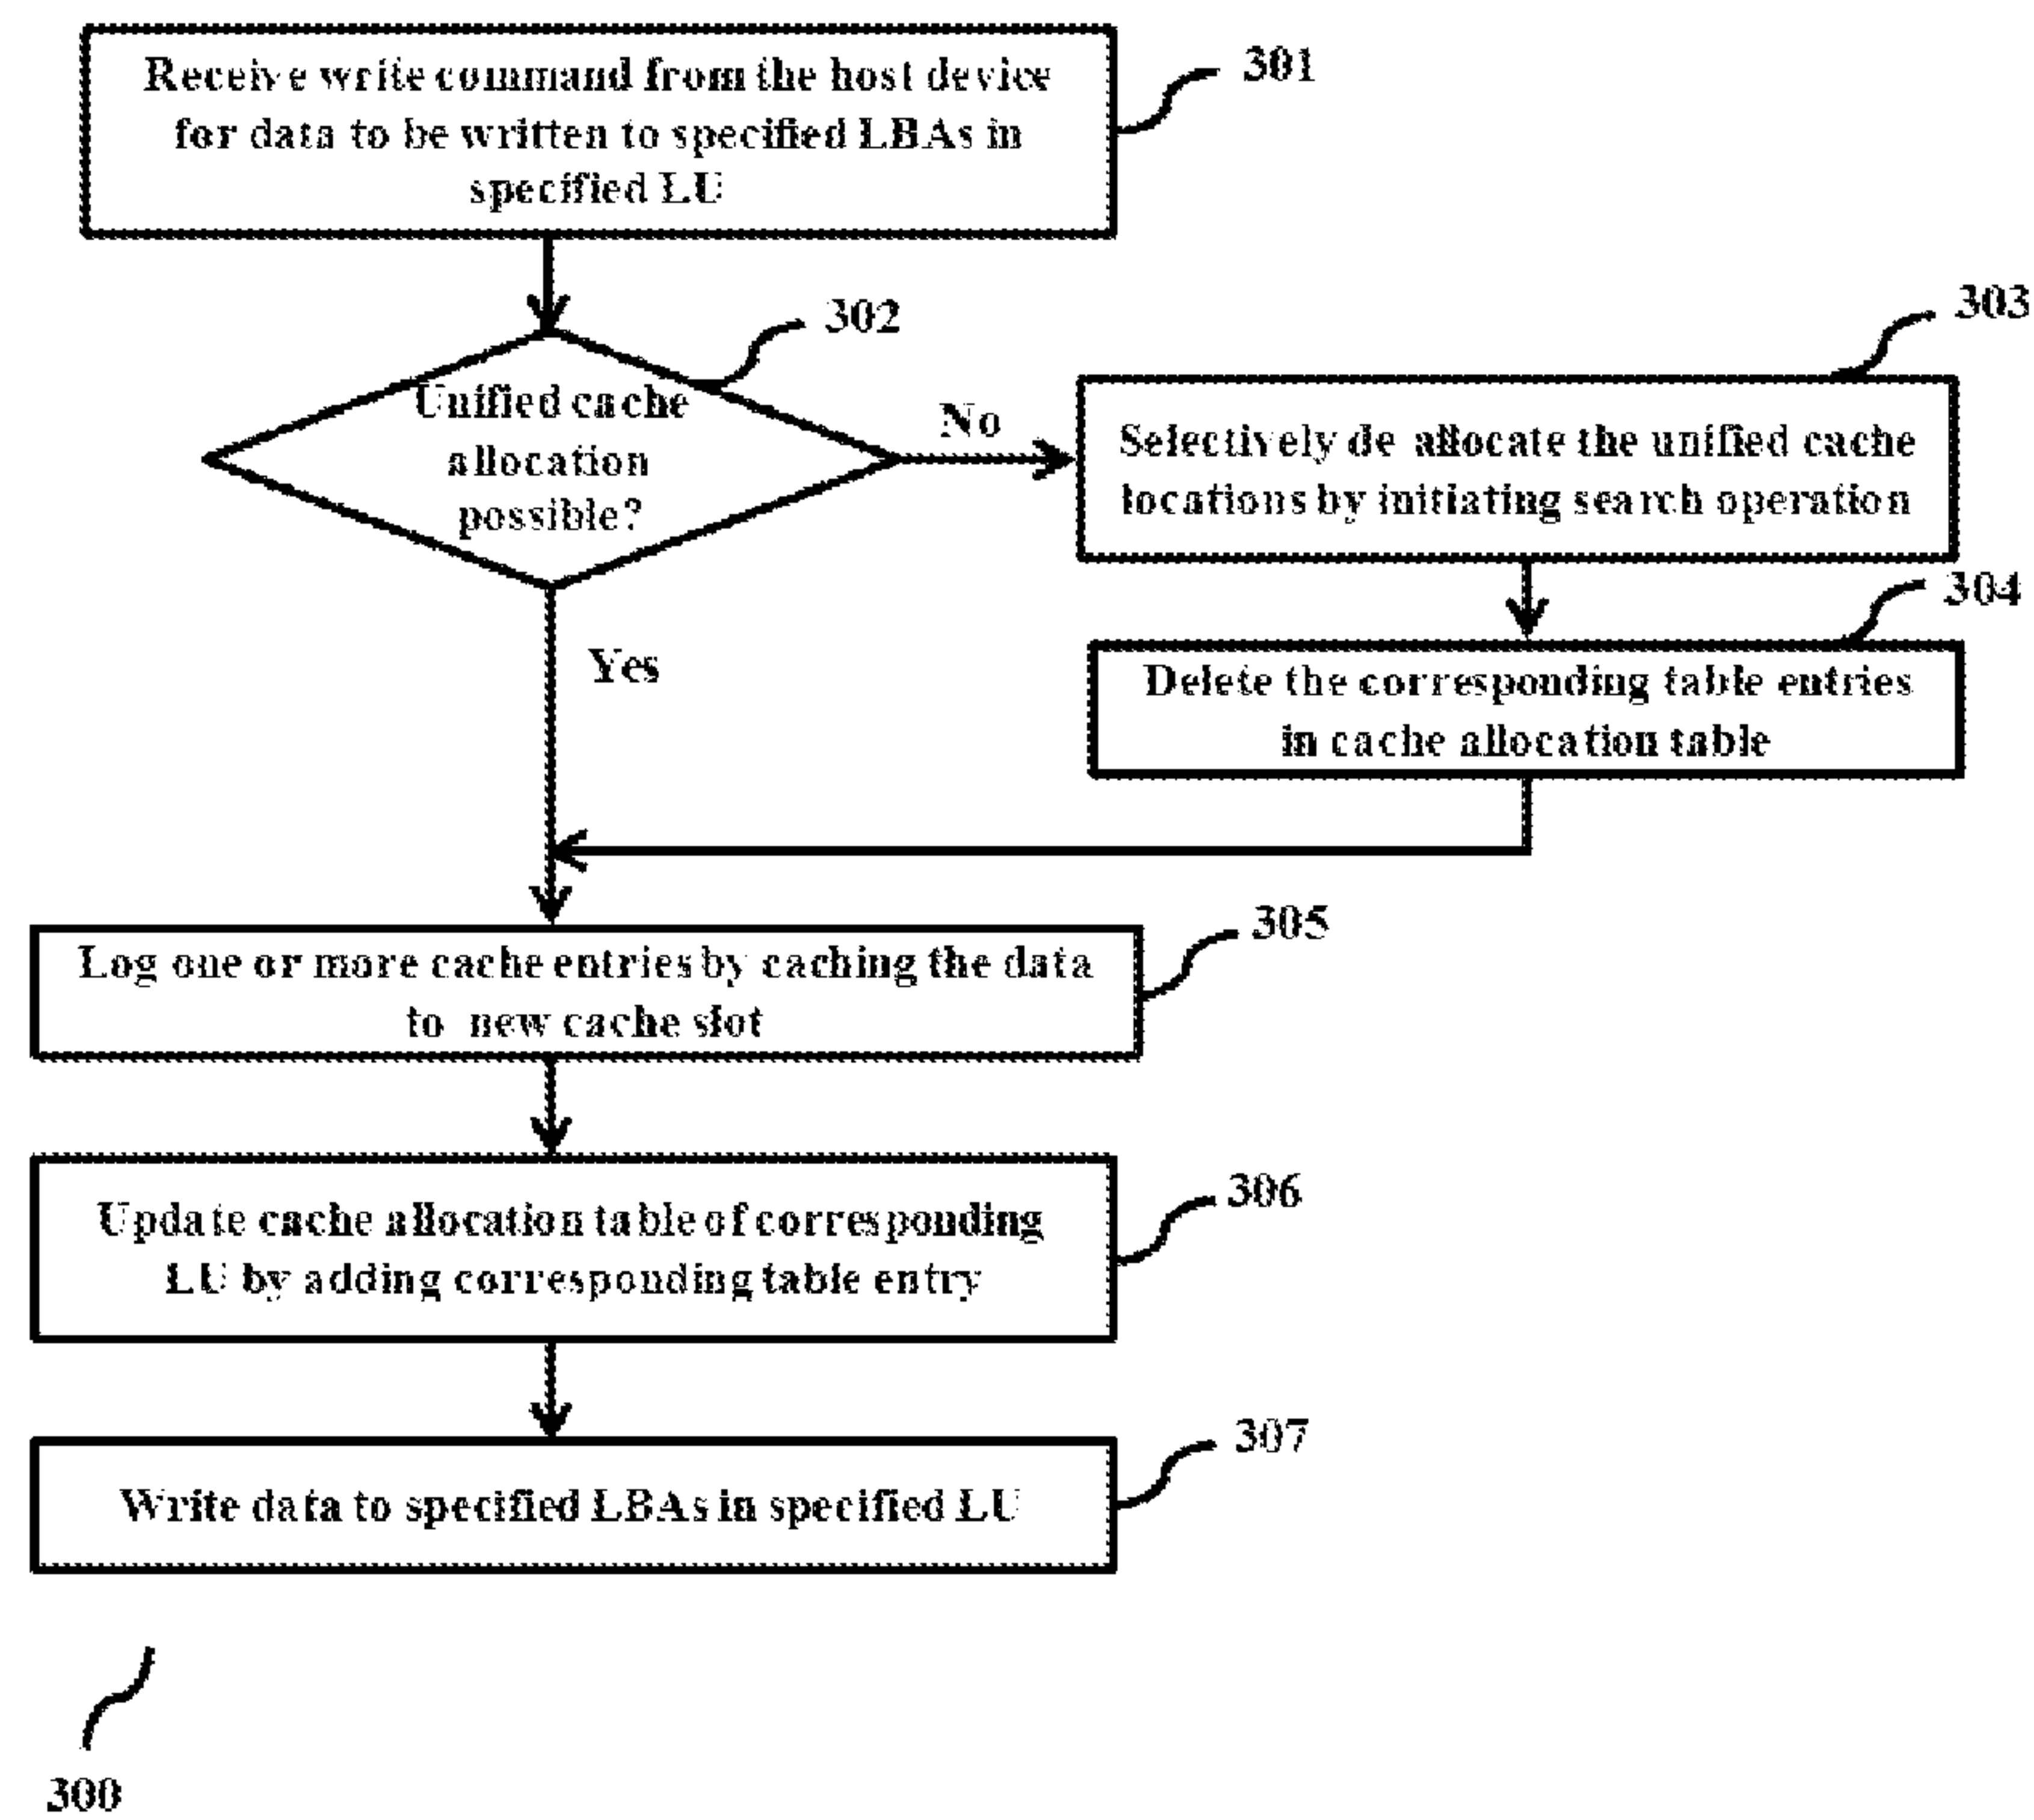 Receive write command from the host device
for data to be written to specified LBAs in
specified LU
301
302
Unified cache
allocation
possible?
No
303
Selectively de allocate the unified cache
locations by initiating search operation
304
Delete the corresponding table entries
in cache allocation table
Yes
305
Log one or more cache entries by caching the data
to new cache slot
306
Update cache allocation table of corresponding
LU by adding corresponding table entry
307
Write data to specified LBAs in specified LU
300